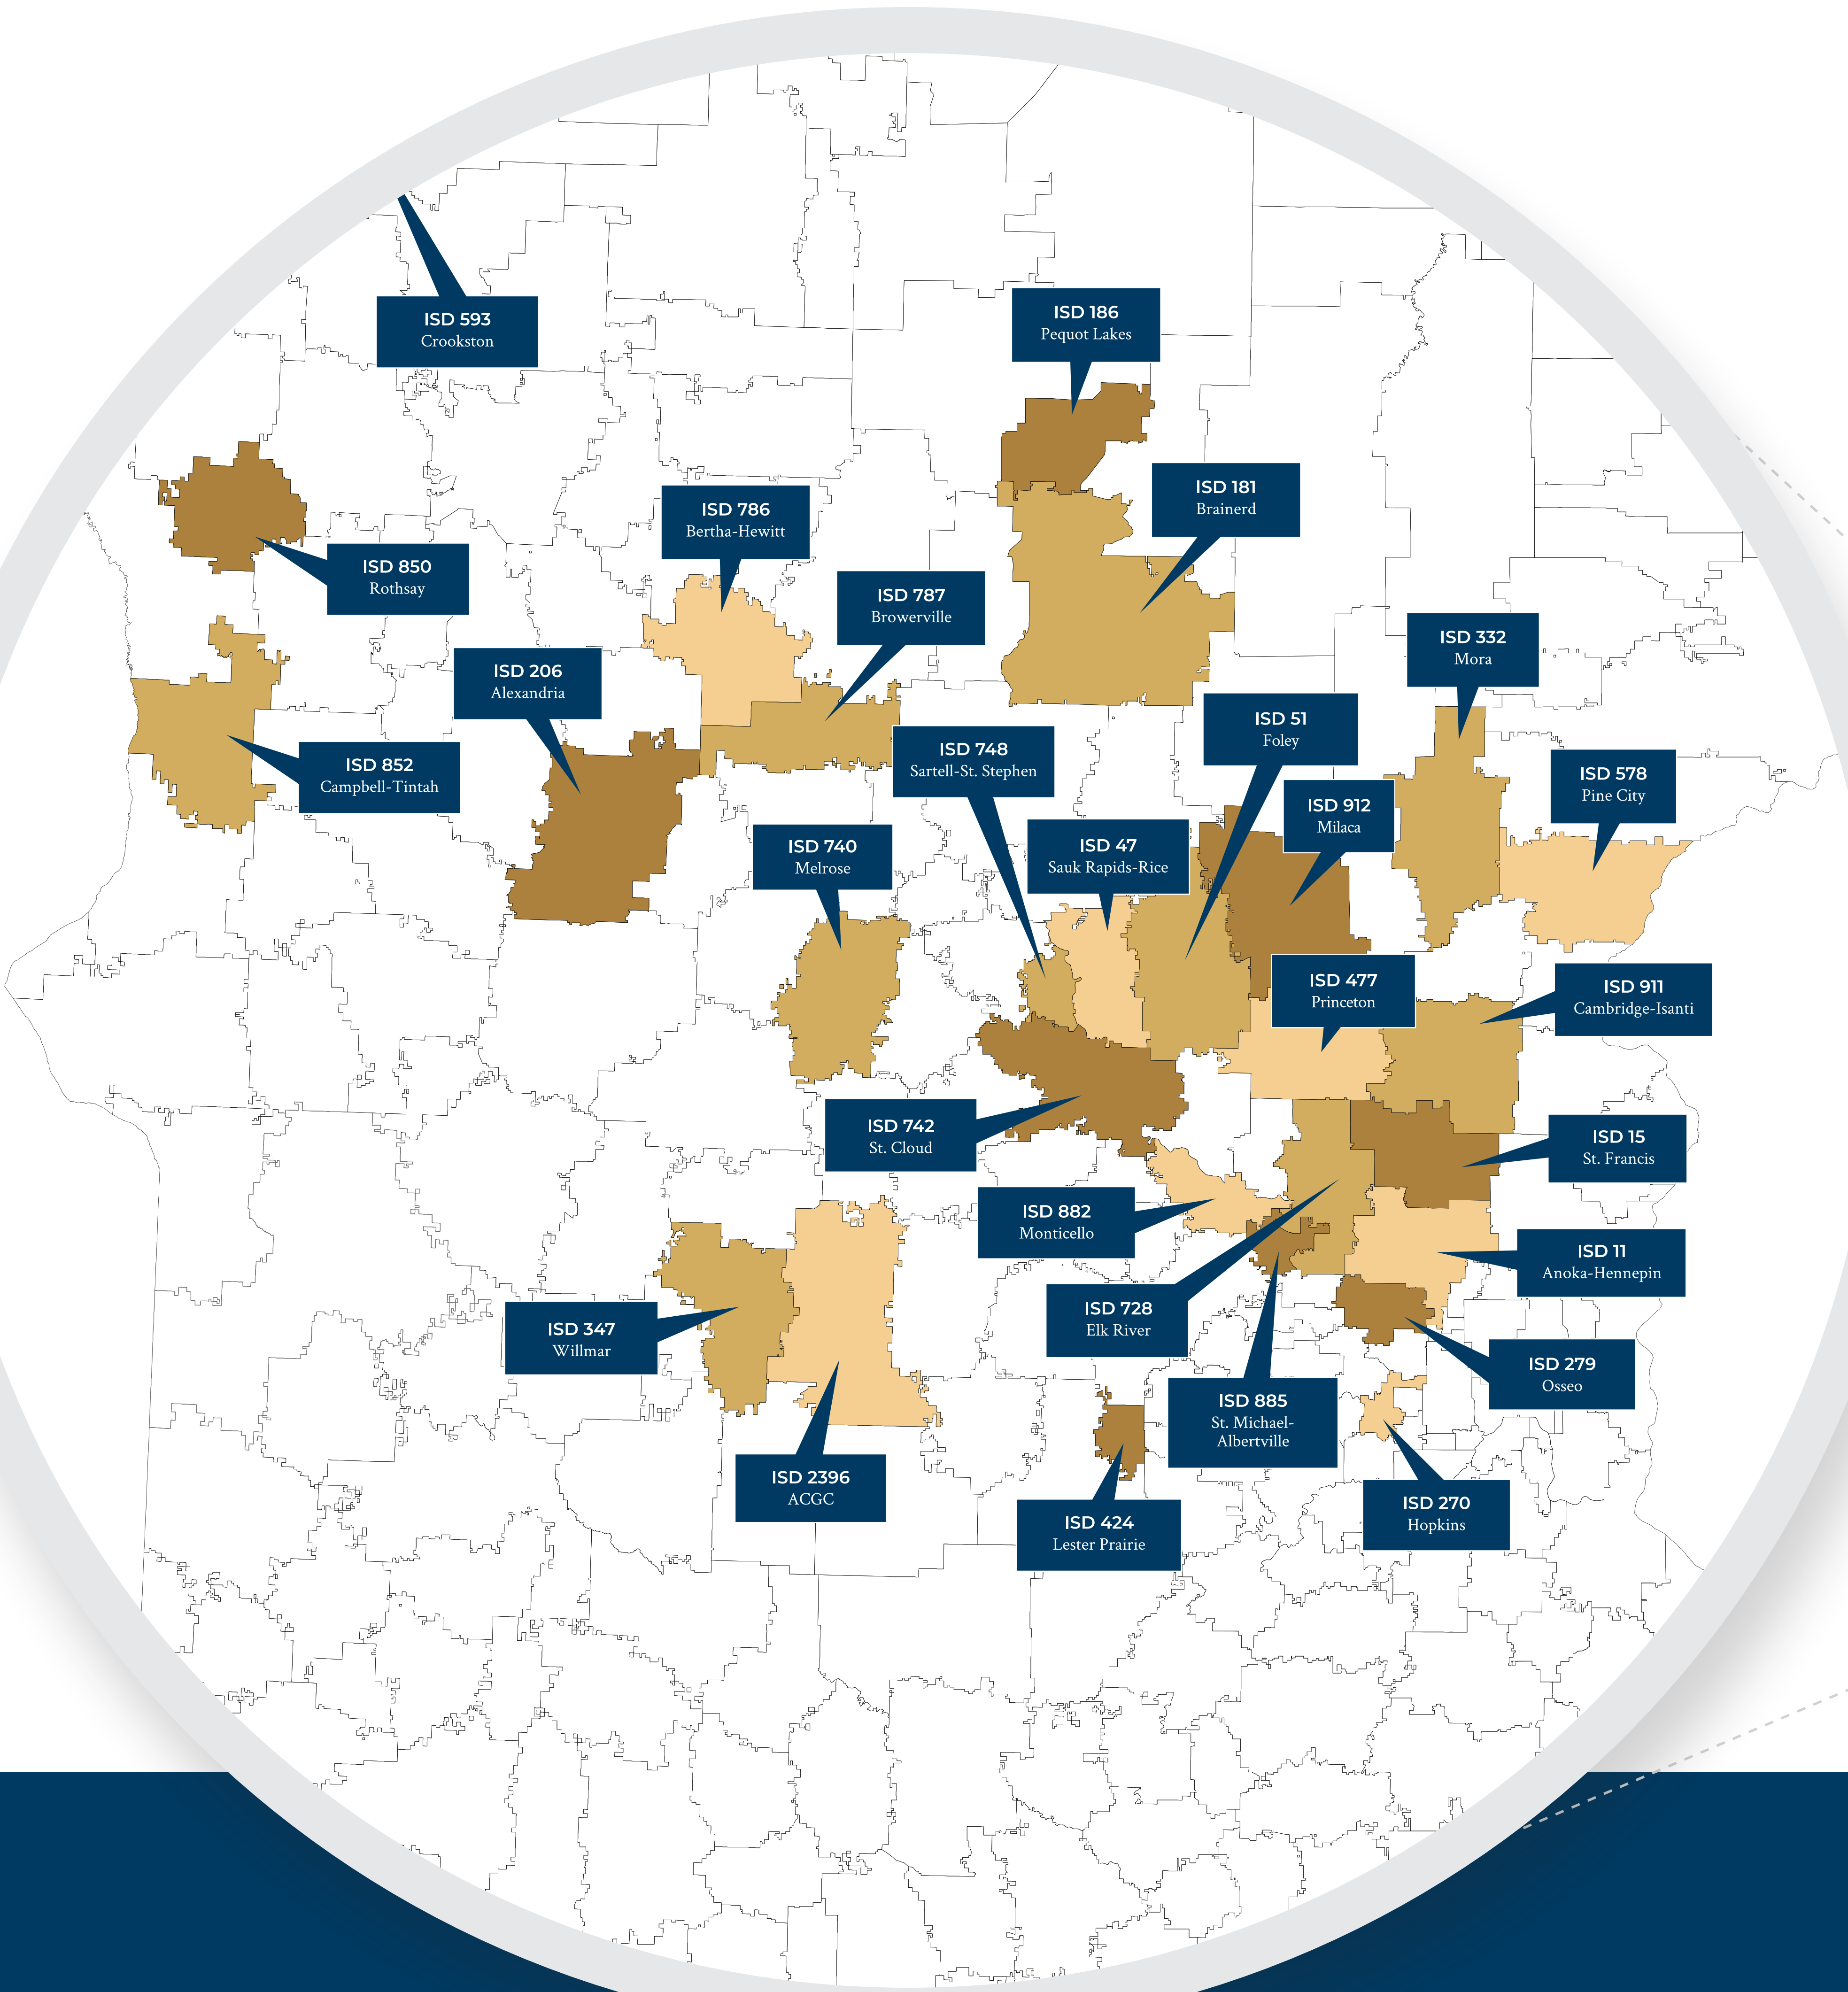 ISD 593
Crookston
ISD 186
Pequot Lakes
ISD 181
Brainerd
ISD 786
Bertha-Hewitt
ISD 850
Rothsay
ISD 787
Browerville
ISD 332
Mora
ISD 206
Alexandria
ISD 51
Foley
ISD 748
Sartell-St. Stephen
ISD 852
Campbell-Tintah
ISD 578
Pine City
ISD 912
Milaca
ISD 740
Melrose
ISD 47
Sauk Rapids-Rice
ISD 477
Princeton
ISD 911
Cambridge-Isanti
ISD 742
St. Cloud
ISD 15
St. Francis
ISD 882
Monticello
ISD 11
Anoka-Hennepin
ISD 728
Elk River
ISD 347
Willmar
ISD 279
Osseo
ISD 885
St. Michael-
Albertville
ISD 2396
ACGC
ISD 270
Hopkins
ISD 424
Lester Prairie